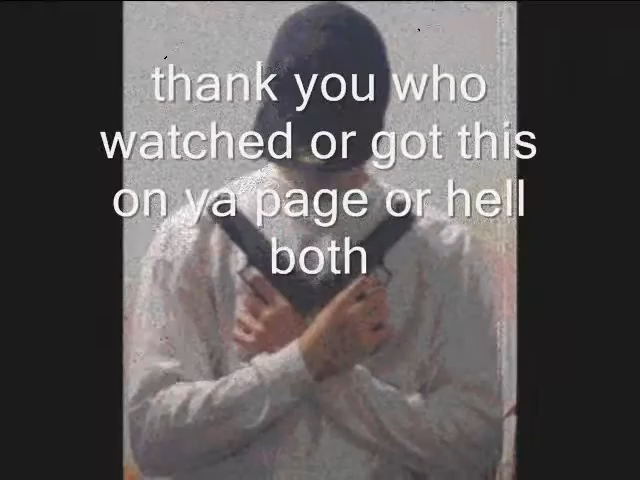 thank you who
watched or got this
on ya page or hell
both